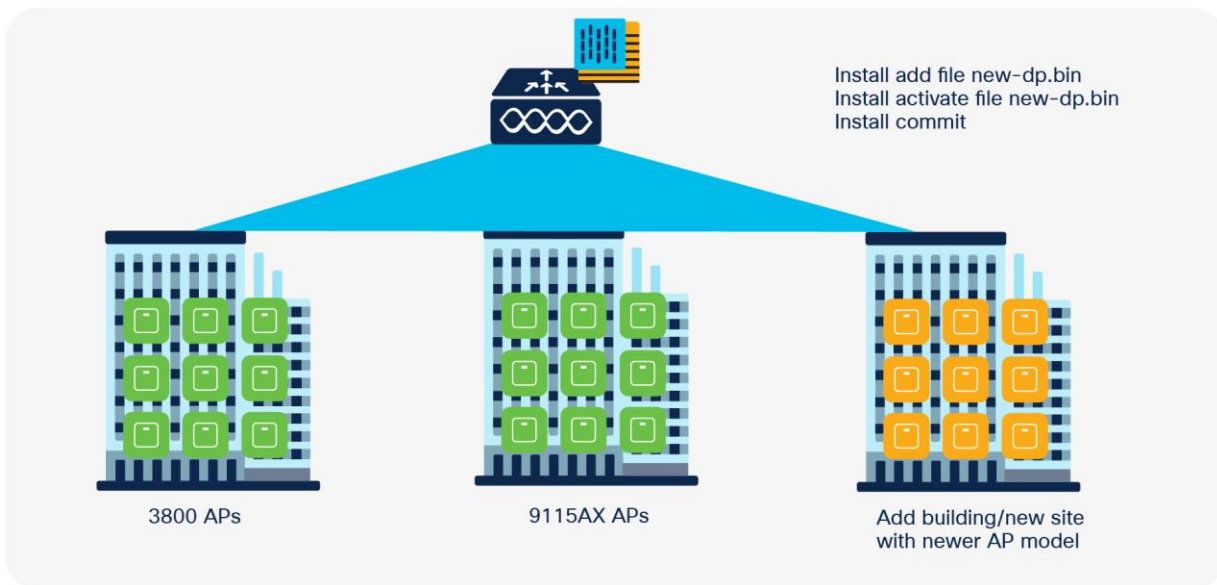 Install add file new-dp.bin
Install activate file new-dp.bin
Install commit
3800 APs
9115AX APs
Add building/new site
with newer AP model